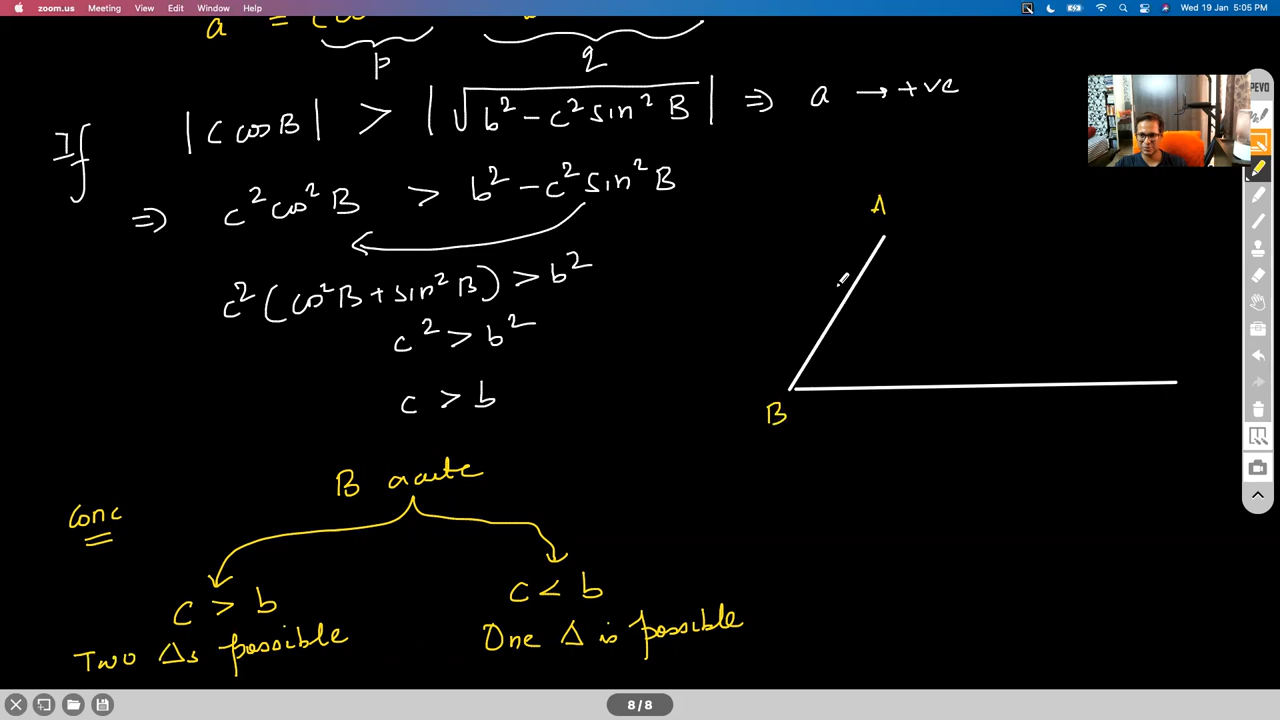 zoom.us Meeting View Edit Window Help Wed 19 Jan 5:05 PM
a =
p q
If |c cosB| > |√b² - c² sin² B| ⇒ a → +ve
⇒ c² cos² B > b² - c² sin² B
c² (cos² B + sin² B) > b²
c² > b²
c > b
A
B
Conc
B acute
c > b c < b
Two Δs possible One Δ is possible
8/8